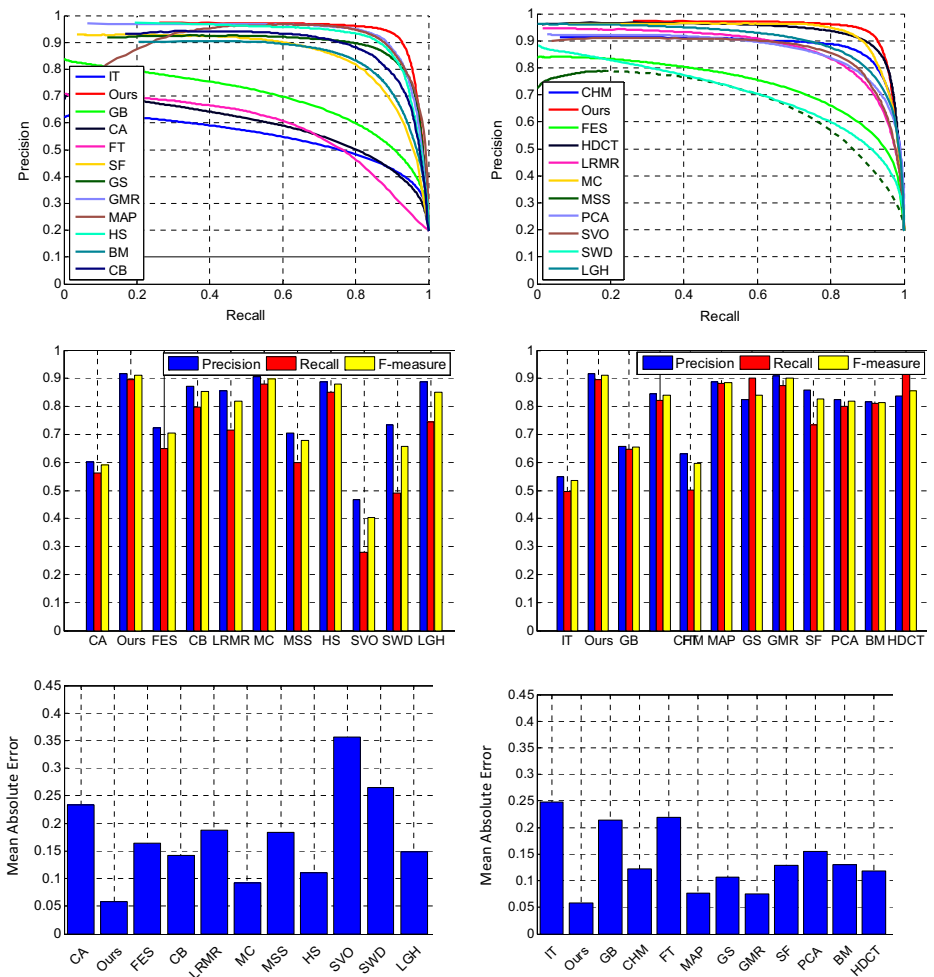 1
0.9
0.8
0.7
0.6
0.5
0.4
0.3
0.2
0.1
0
Precision
IT
Ours
GB
CA
FT
SF
GS
GMR
MAP
HS
BM
CB
0 0.2 0.4 0.6 0.8 1
Recall
1
0.9
0.8
0.7
0.6
0.5
0.4
0.3
0.2
0.1
0
Precision
CHM
Ours
FES
HDCT
LRMR
MC
MSS
PCA
SVO
SWD
LGH
0 0.2 0.4 0.6 0.8 1
Recall
1
0.9
0.8
0.7
0.6
0.5
0.4
0.3
0.2
0.1
0
Precision Recall F-measure
CA Ours FES CB LRMR MC MSS HS SVO SWD LGH
1
0.9
0.8
0.7
0.6
0.5
0.4
0.3
0.2
0.1
0
Precision Recall F-measure
IT Ours GB CHM FT MAP GS GMR SF PCA BM HDCT
0.45
0.4
0.35
0.3
0.25
0.2
0.15
0.1
0.05
0
Mean Absolute Error
CA Ours FES CB LRMR MC MSS HS SVO SWD LGH
0.45
0.4
0.35
0.3
0.25
0.2
0.15
0.1
0.05
0
Mean Absolute Error
IT Ours GB CHM FT MAP GS GMR SF PCA BM HDCT